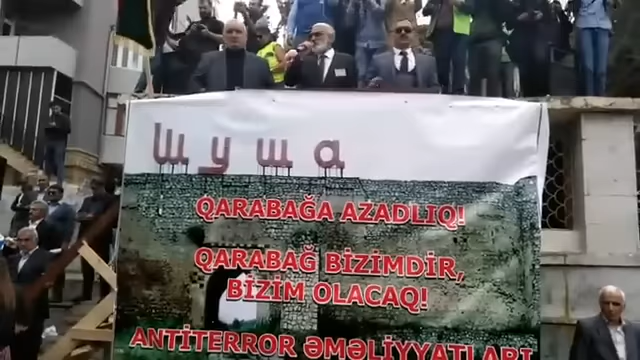 шуша
QARABAĞA AZADLIQ!
QARABAĞ BİZİMDİR,
BİZİM OLACAQ!
ANTİTERROR ƏMƏLİYYATLARI